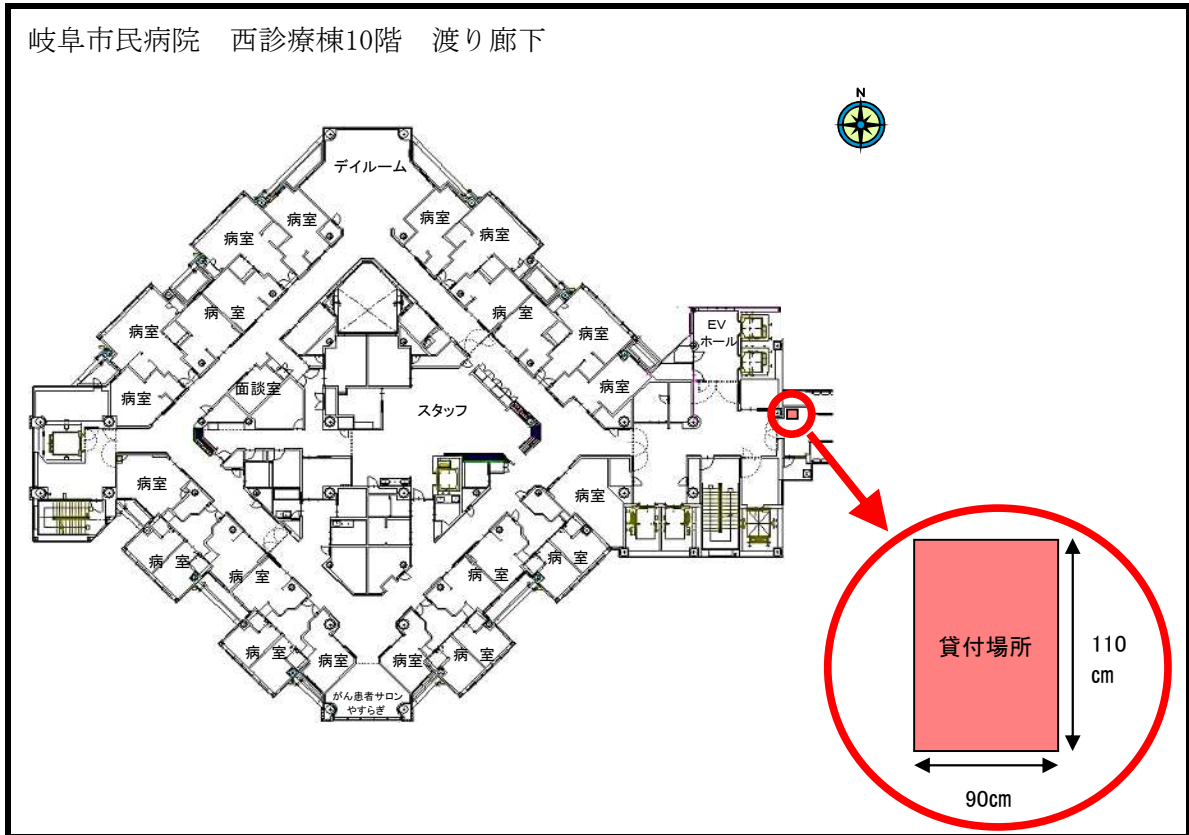 岐阜市民病院　西診療棟10階　渡り廊下
N
デイルーム
病室
病室
病室
病室
病　室
病　室
病室
病室
病室
病室
EV
ホール
面談室
スタッフ
病室
病室
病　室
病　室
病　室
病　室
病　室
病室
病室
病　室
がん患者サロン
やすらぎ
貸付場所
110
cm
90cm